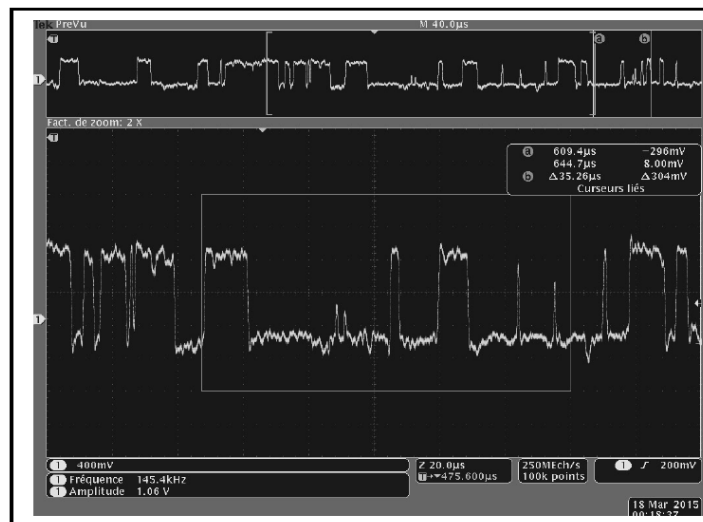 Tek PreVu M 40.0µs
a b
1
Fact. de zoom: 2 X
a 609.4µs −296mV
644.7µs 8.00mV
b Δ35.26µs Δ304mV
Curseurs liés
1
1 400mV
Z 20.0µs
250MEch/s
1 200mV
T→▾475.600µs
100k points
1 Fréquence 145.4kHz
1 Amplitude 1.06 V
18 Mar 2015